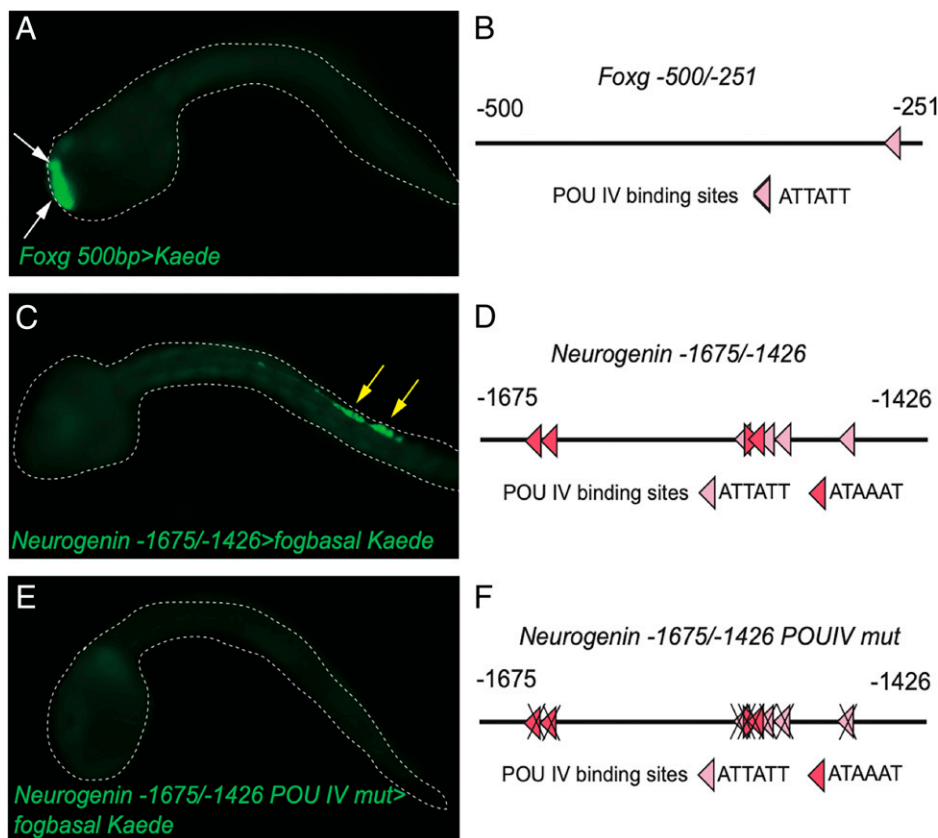 A
Foxg 500bp>Kaede
B
Foxg -500/-251
-500
-251
POU IV binding sites ATTATT
C
Neurogenin -1675/-1426>fogbasal Kaede
D
Neurogenin -1675/-1426
-1675
-1426
POU IV binding sites ATTATT ATAAAT
E
Neurogenin -1675/-1426 POU IV mut>
fogbasal Kaede
F
Neurogenin -1675/-1426 POUIV mut
-1675
-1426
POU IV binding sites ATTATT ATAAAT